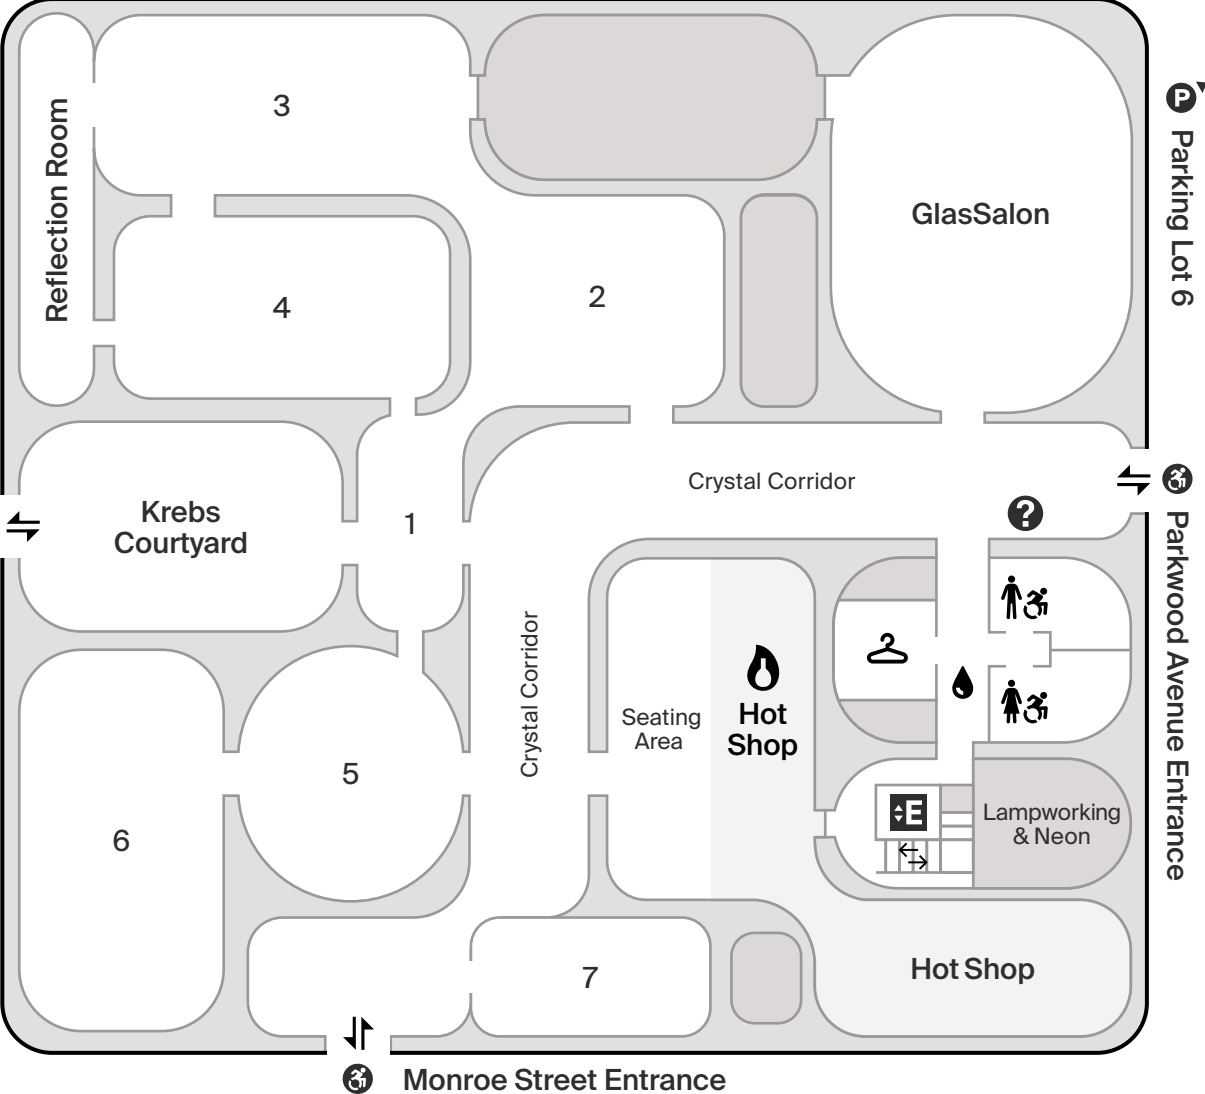 3
P
Reflection Room
Parking Lot 6
GlasSalon
4
2
Crystal Corridor
Krebs
Courtyard
1
?
Parkwood Avenue Entrance
Crystal Corridor
Seating
Area
Hot
Shop
5
6
E
Lampworking
& Neon
7
Hot Shop
Monroe Street Entrance